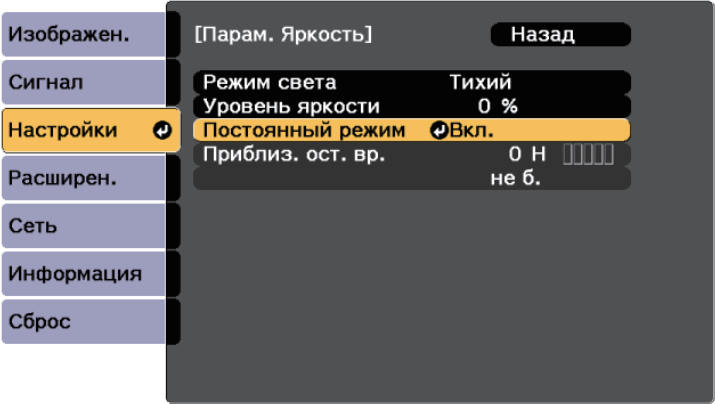 Изображен.
Сигнал
Настройки
Расширен.
Сеть
Информация
Сброс
[Парам. Яркость] Назад
Режим света Тихий
Уровень яркости 0 %
Постоянный режим Вкл.
Приблиз. ост. вр. 0 H
не б.